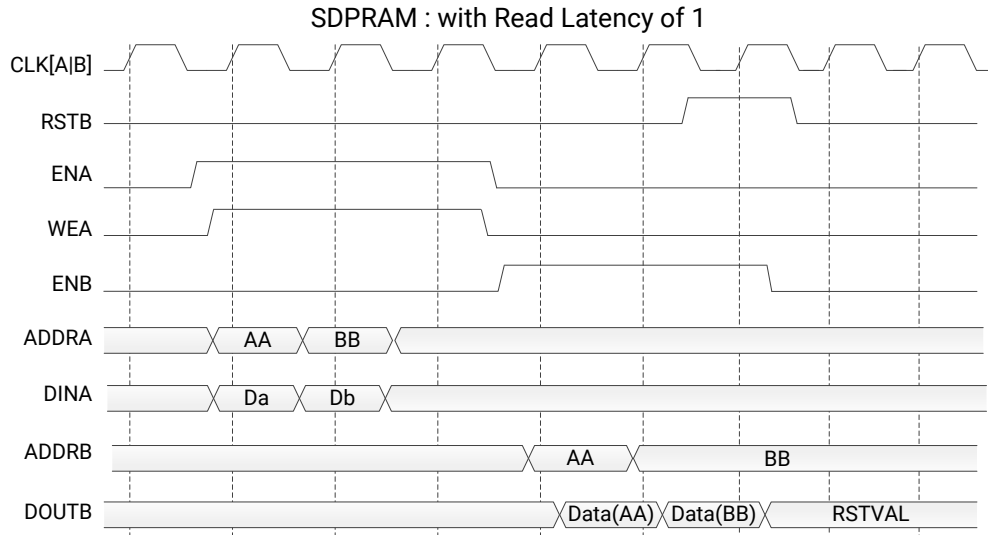 SDPRAM : with Read Latency of 1
CLK[A|B]
RSTB
ENA
WEA
ENB
ADDRA AA BB
DINA Da Db
ADDRB AA BB
DOUTB Data(AA) Data(BB) RSTVAL